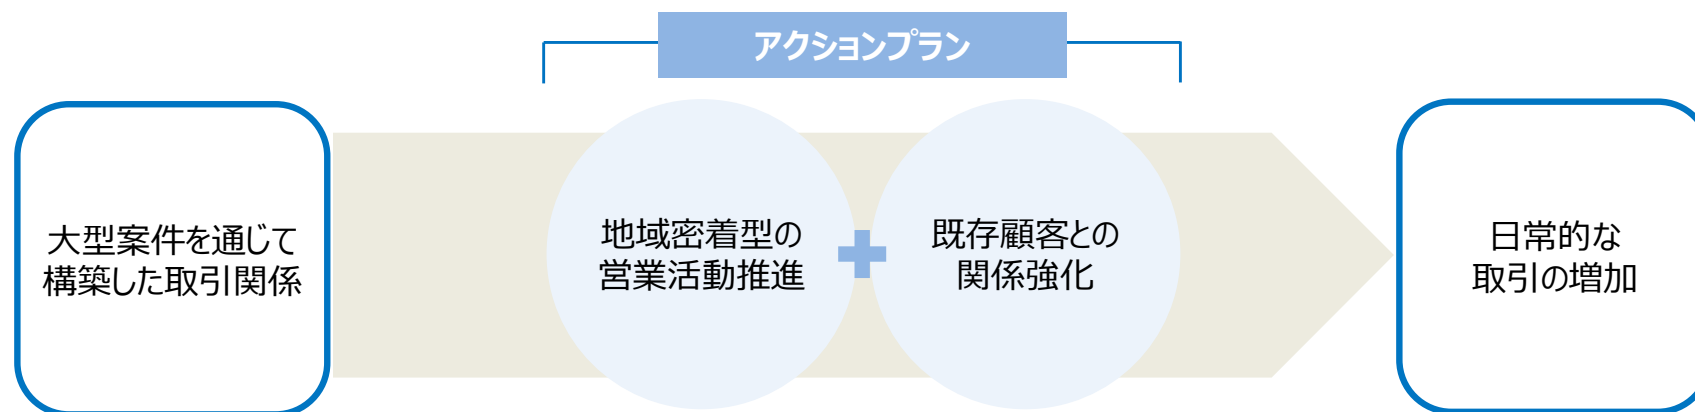 アクションプラン
大型案件を通じて
構築した取引関係
地域密着型の
営業活動推進
既存顧客との
関係強化
日常的な
取引の増加